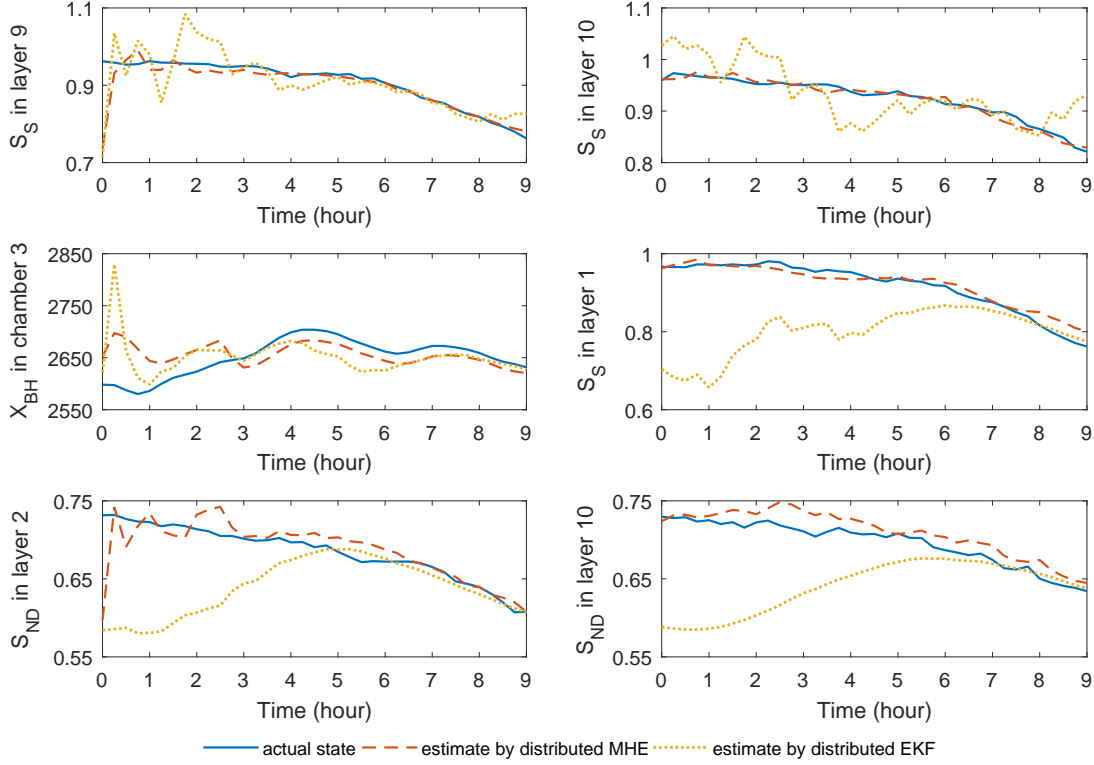 1.1
0.9
0.7
S_S in layer 9
0 1 2 3 4 5 6 7 8 9
Time (hour)
1.1
1
0.9
0.8
S_S in layer 10
0 1 2 3 4 5 6 7 8 9
Time (hour)
2850
2750
2650
2550
X_BH in chamber 3
0 1 2 3 4 5 6 7 8 9
Time (hour)
1
0.8
0.6
S_S in layer 1
0 1 2 3 4 5 6 7 8 9
Time (hour)
0.75
0.65
0.55
S_ND in layer 2
0 1 2 3 4 5 6 7 8 9
Time (hour)
0.75
0.65
0.55
S_ND in layer 10
0 1 2 3 4 5 6 7 8 9
Time (hour)
actual state estimate by distributed MHE estimate by distributed EKF